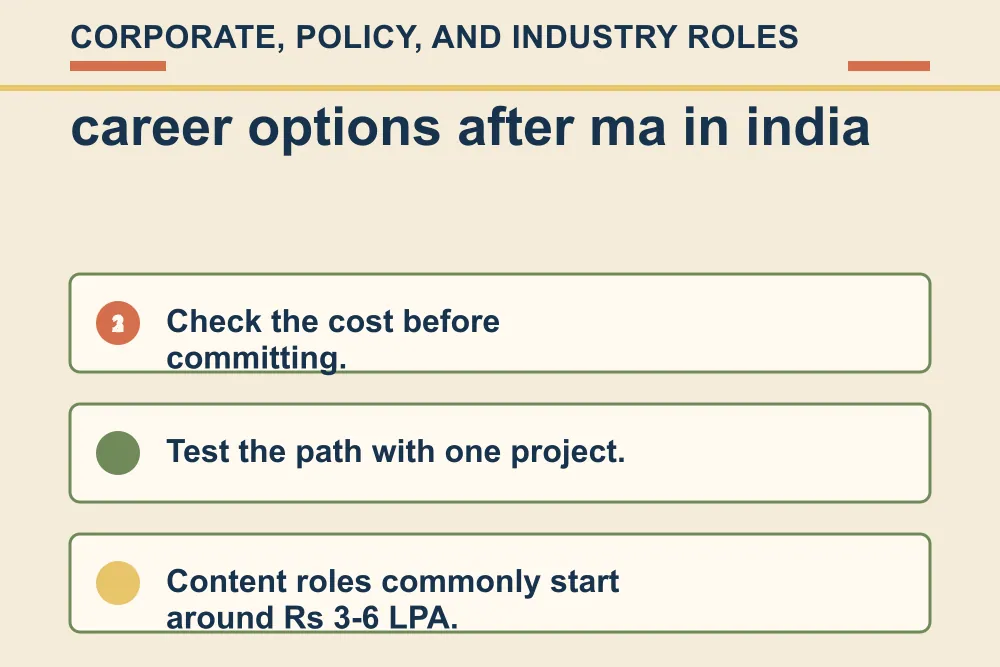 CORPORATE, POLICY, AND INDUSTRY ROLES
career options after ma in india
Check the cost before
committing.
Test the path with one project.
Content roles commonly start
around Rs 3-6 LPA.